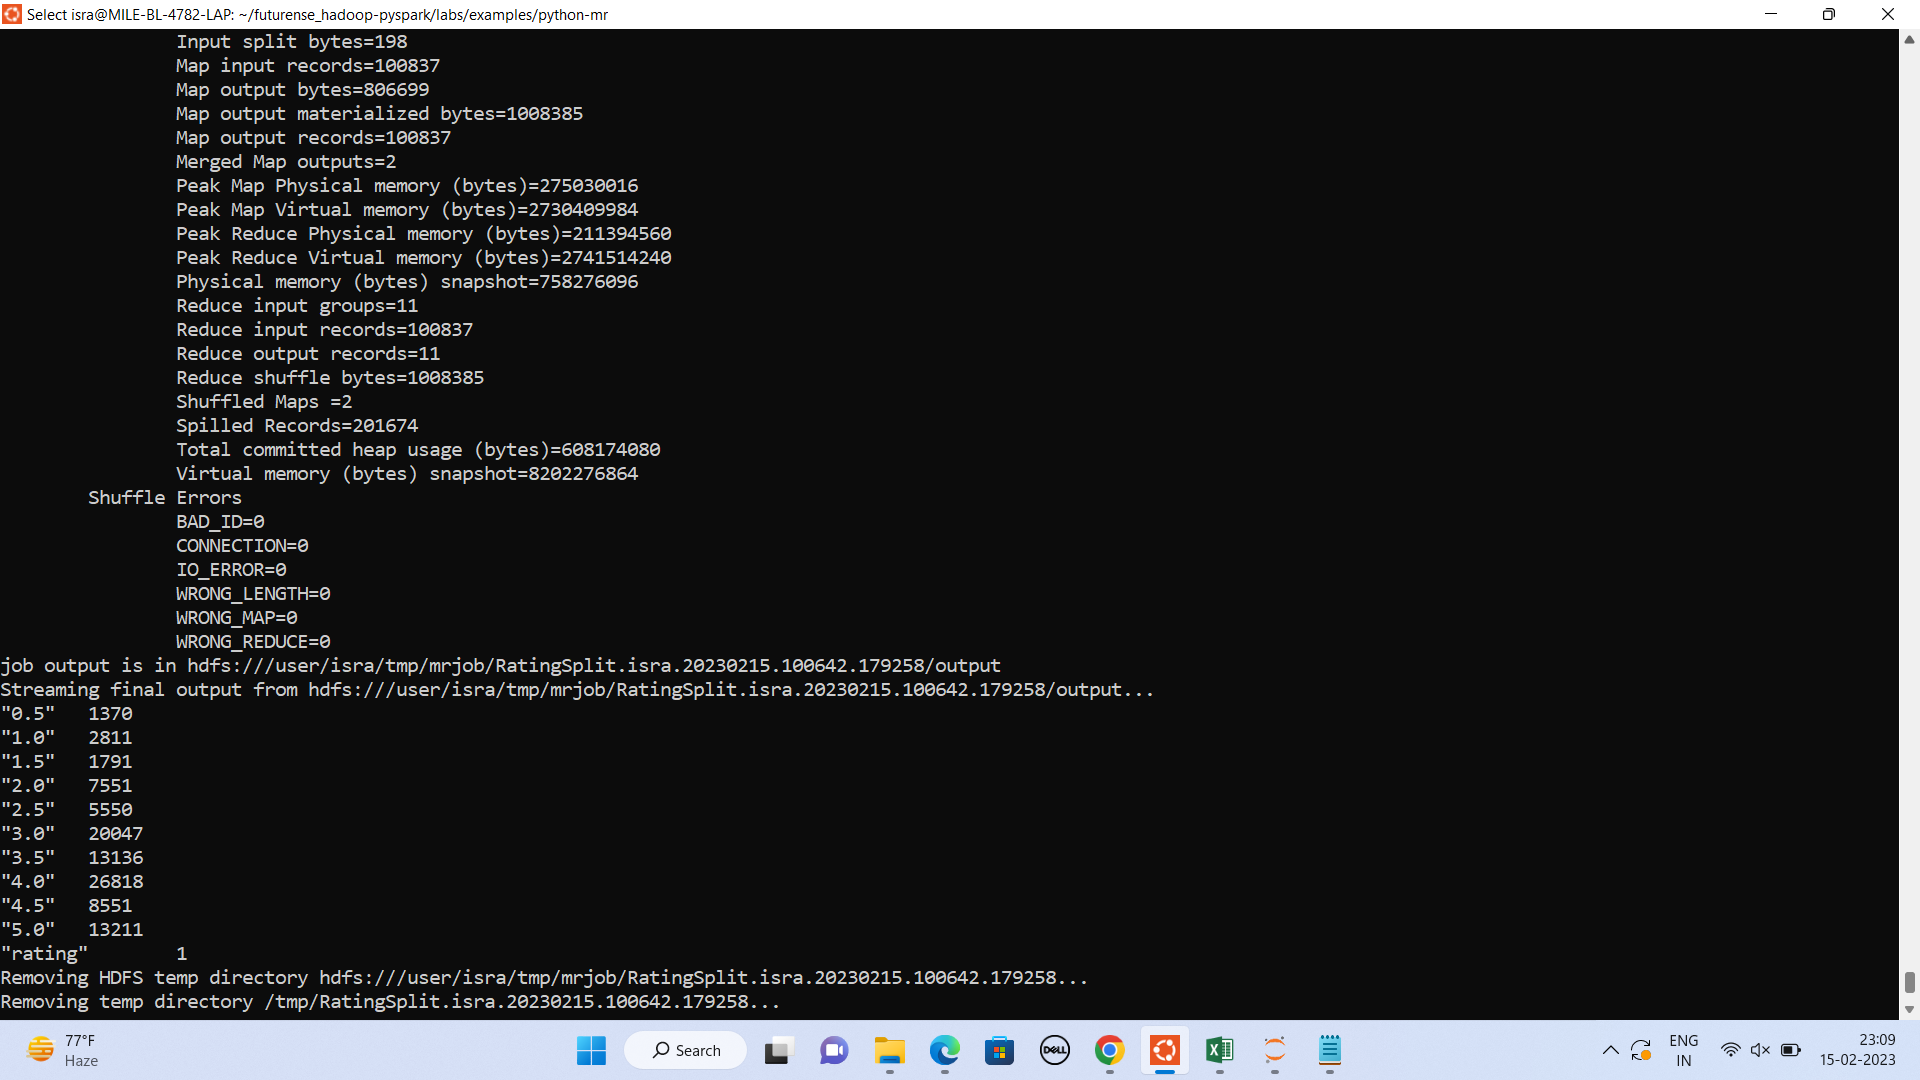 Select isra@MILE-BL-4782-LAP: ~/futurense_hadoop-pyspark/labs/examples/python-mr
Input split bytes=198
Map input records=100837
Map output bytes=806699
Map output materialized bytes=1008385
Map output records=100837
Merged Map outputs=2
Peak Map Physical memory (bytes)=275030016
Peak Map Virtual memory (bytes)=2730409984
Peak Reduce Physical memory (bytes)=211394560
Peak Reduce Virtual memory (bytes)=2741514240
Physical memory (bytes) snapshot=758276096
Reduce input groups=11
Reduce input records=100837
Reduce output records=11
Reduce shuffle bytes=1008385
Shuffled Maps =2
Spilled Records=201674
Total committed heap usage (bytes)=608174080
Virtual memory (bytes) snapshot=8202276864
Shuffle Errors
BAD_ID=0
CONNECTION=0
IO_ERROR=0
WRONG_LENGTH=0
WRONG_MAP=0
WRONG_REDUCE=0
job output is in hdfs:///user/isra/tmp/mrjob/RatingSplit.isra.20230215.100642.179258/output
Streaming final output from hdfs:///user/isra/tmp/mrjob/RatingSplit.isra.20230215.100642.179258/output...
"0.5" 1370
"1.0" 2811
"1.5" 1791
"2.0" 7551
"2.5" 5550
"3.0" 20047
"3.5" 13136
"4.0" 26818
"4.5" 8551
"5.0" 13211
"rating" 1
Removing HDFS temp directory hdfs:///user/isra/tmp/mrjob/RatingSplit.isra.20230215.100642.179258...
Removing temp directory /tmp/RatingSplit.isra.20230215.100642.179258...
77°F
Haze
Search
DELL
ENG
IN
23:09
15-02-2023